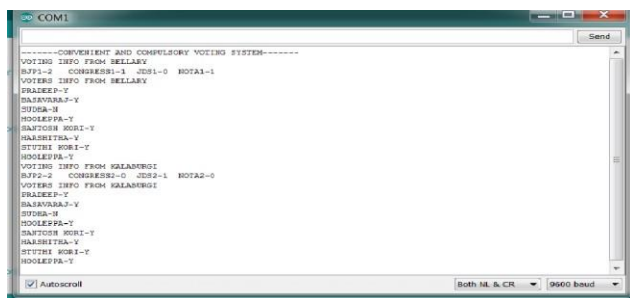 COM1
Send
-------CONVENIENT AND COMPULSORY VOTING SYSTEM-------
VOTING INFO FROM BELLARY
BJP1-2 CONGRESS1-1 JDS1-0 NOTA1-1
VOTERS INFO FROM BELLARY
PRADEEP-Y
BASAVARAJ-Y
SUDHA-N
HOOLEPPA-Y
SANTOSH KORI-Y
HARSHITHA-Y
STUTHI KORI-Y
HOOLEPPA-Y
VOTING INFO FROM KALABURGI
BJP2-2 CONGRESS2-0 JDS2-1 NOTA2-0
VOTERS INFO FROM KALABURGI
PRADEEP-Y
BASAVARAJ-Y
SUDHA-N
HOOLEPPA-Y
SANTOSH KORI-Y
HARSHITHA-Y
STUTHI KORI-Y
HOOLEPPA-Y
Autoscroll Both NL & CR 9600 baud